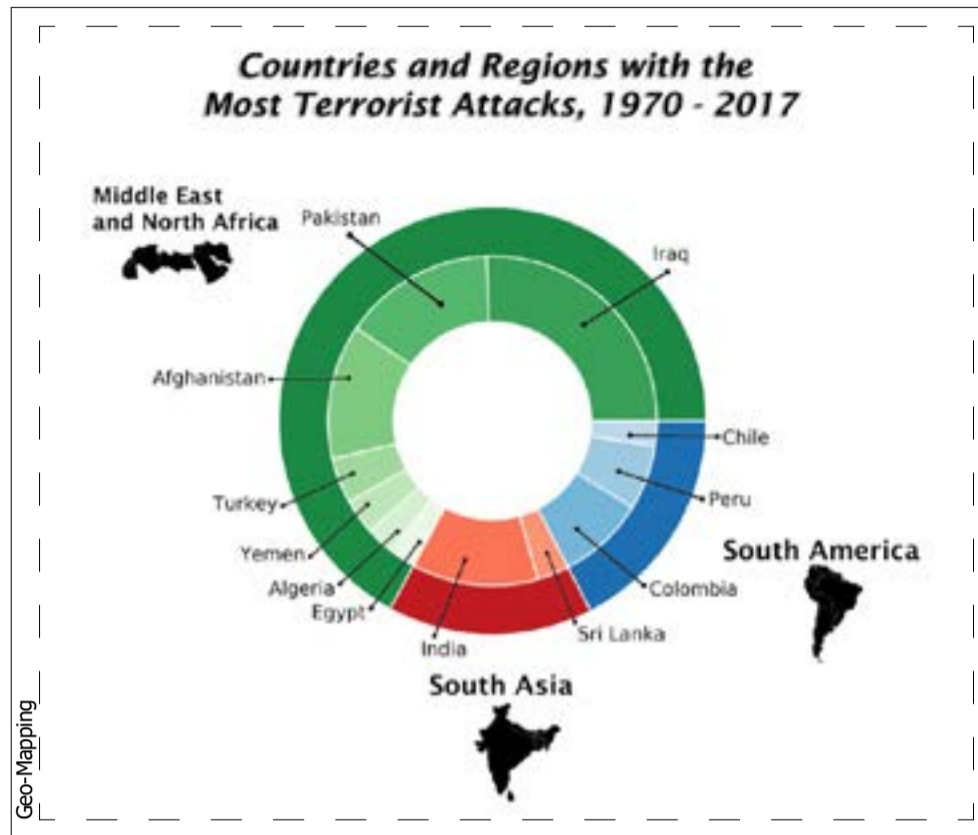 Countries and Regions with the
Most Terrorist Attacks, 1970 - 2017
Middle East
and North Africa
Pakistan
Iraq
Afghanistan
Chile
Turkey
Peru
Yemen
South America
Algeria
Colombia
Egypt
Sri Lanka
India
South Asia
Geo-Mapping